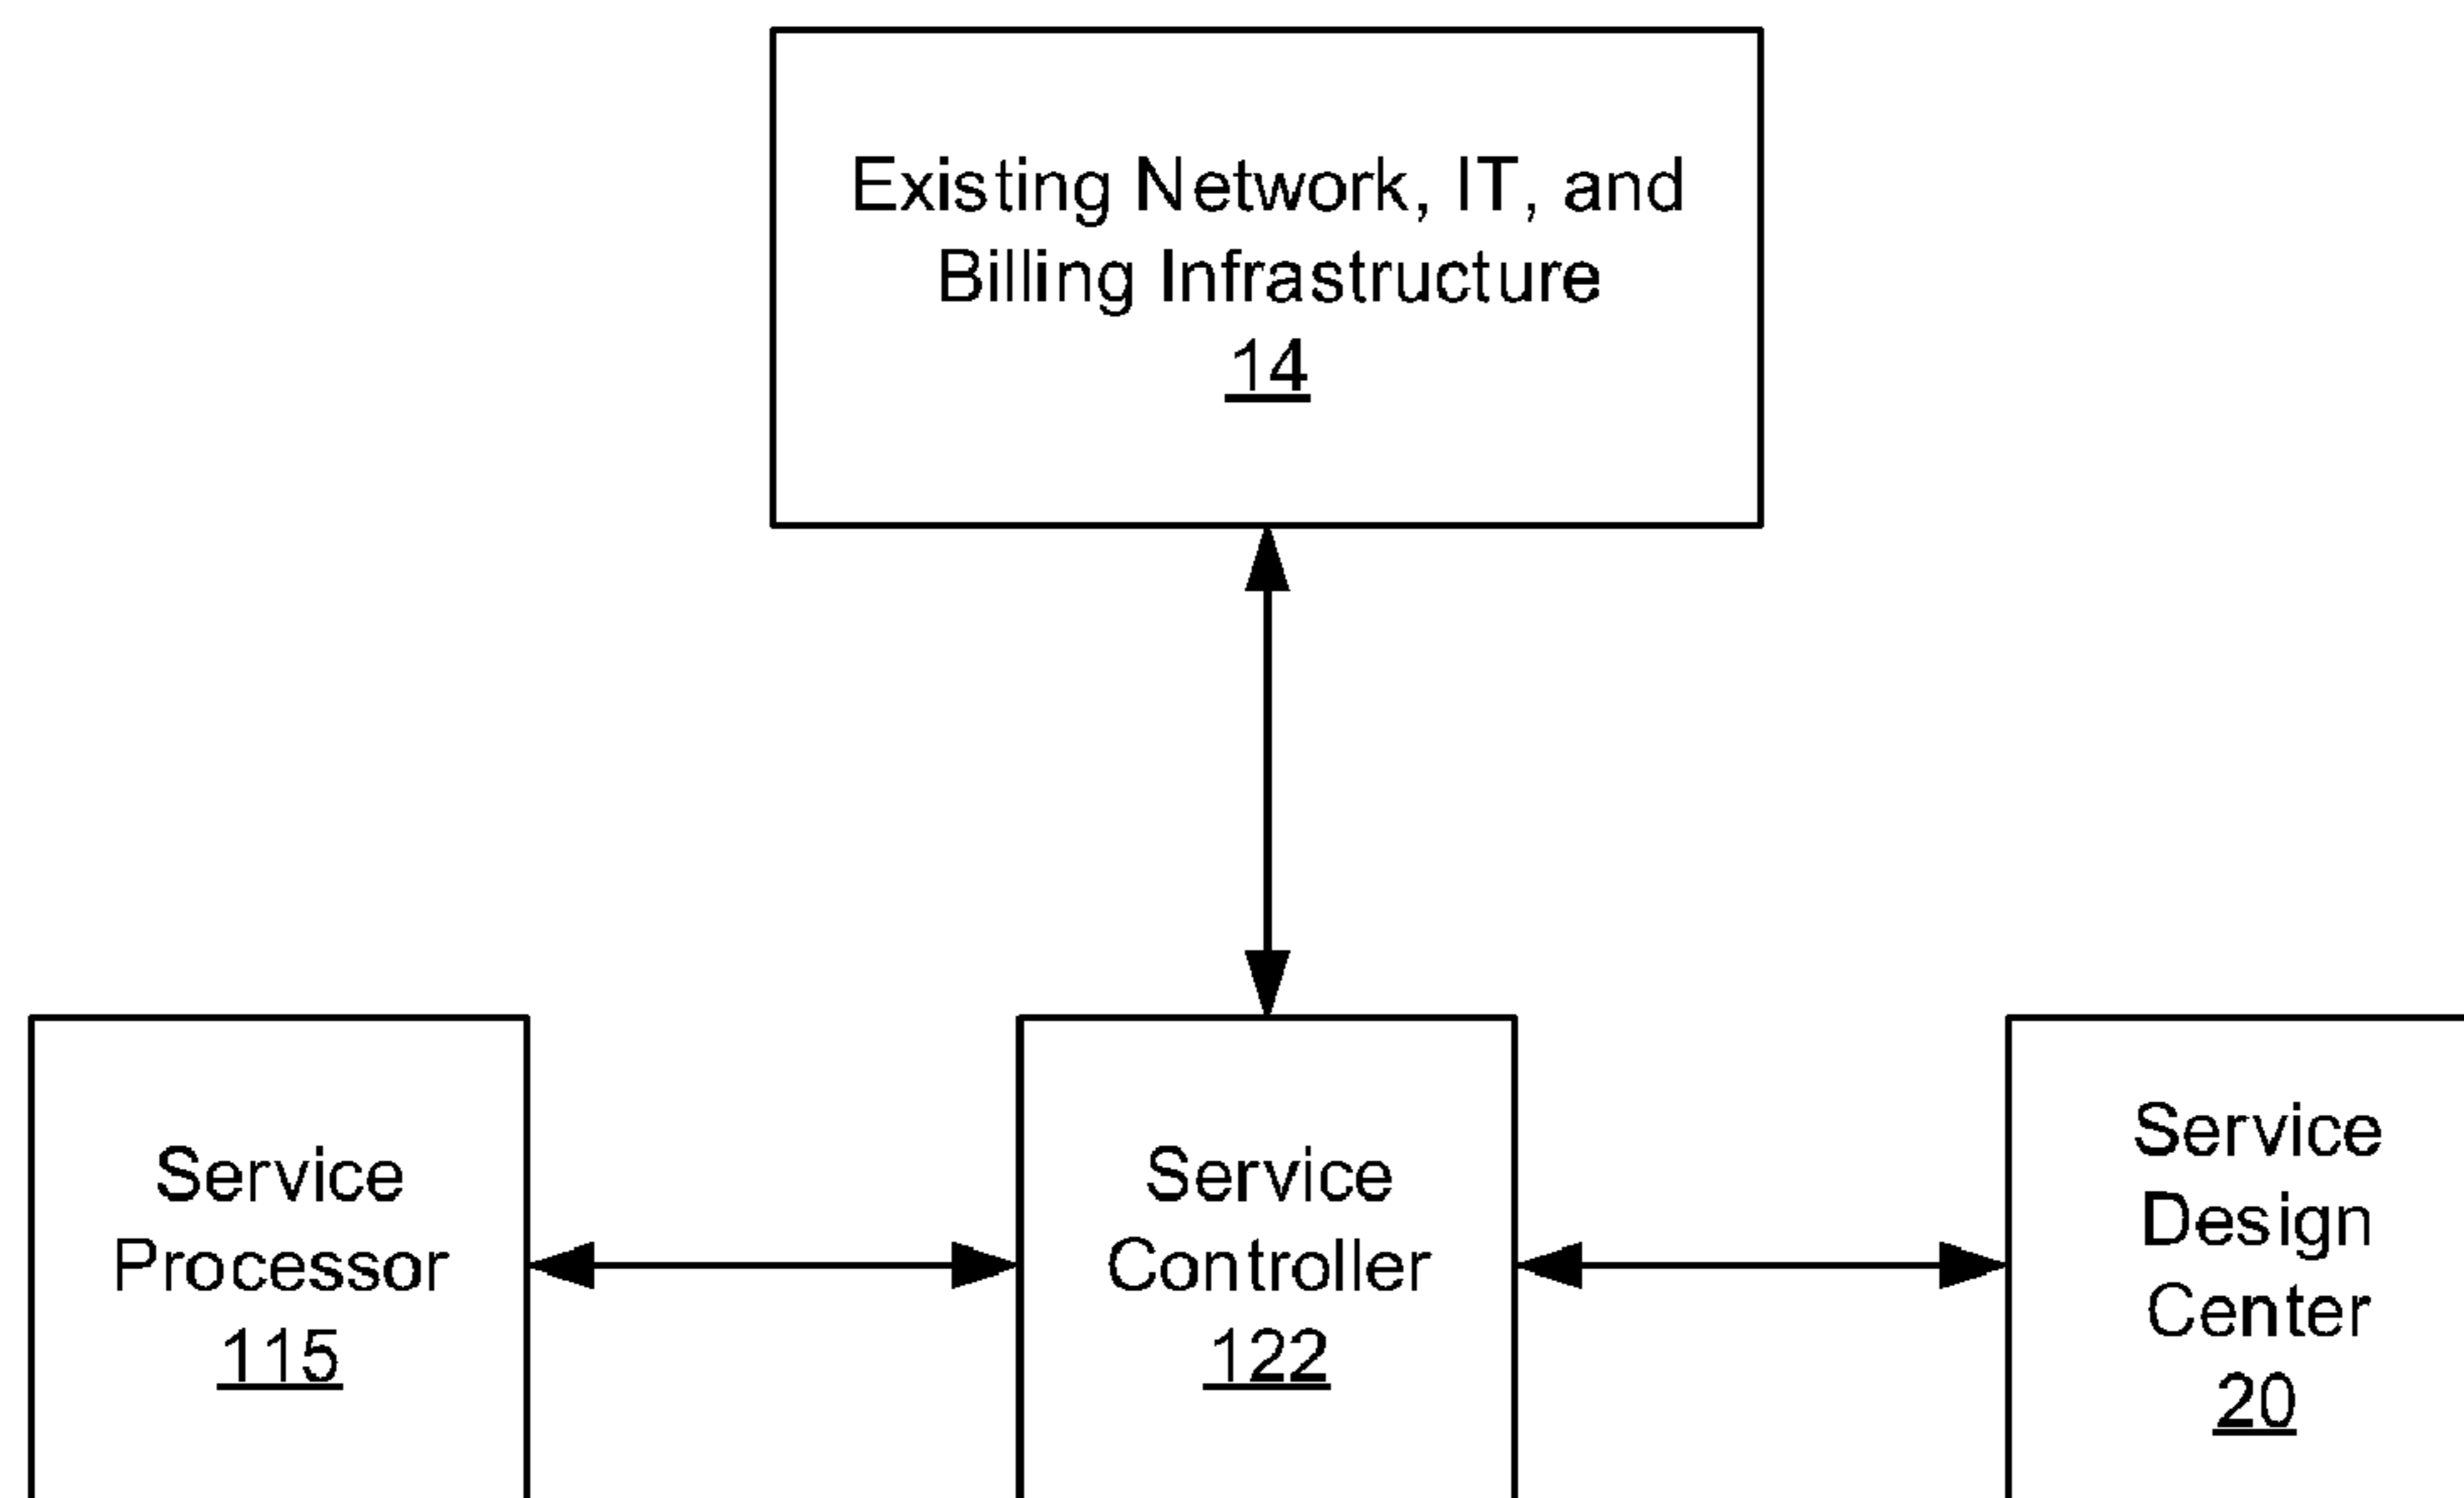 Existing Network, IT, and
Billing Infrastructure
14
Service
Processor
115
Service
Controller
122
Service
Design
Center
20